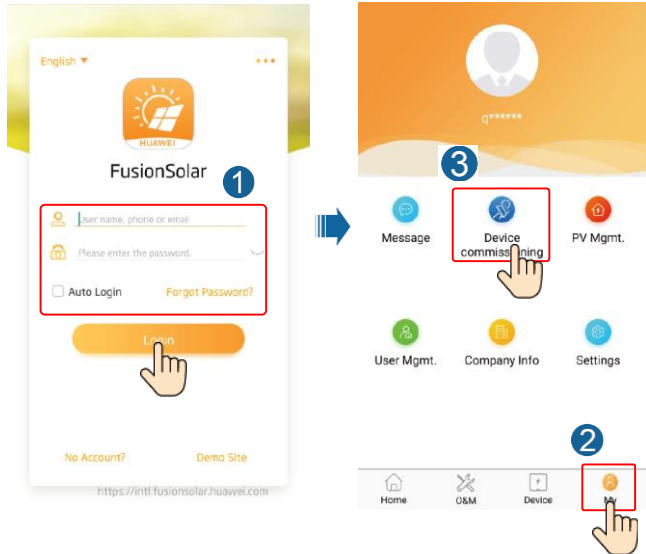 English ▼
HUAWEI
FusionSolar
1
User name, phone or email
Please enter the password.
Auto Login
Forgot Password?
Login
No Account?
Demo Site
https://intl.fusionsolar.huawei.com
q******
3
Message
Device
commissioning
PV Mgmt.
User Mgmt.
Company Info
Settings
2
Home
O&M
Device
My